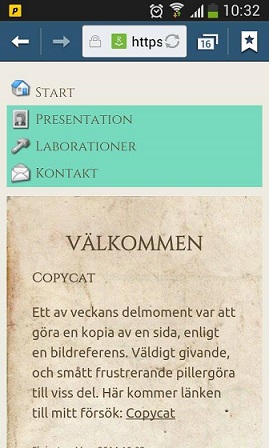 P
10:32
https
16
START
PRESENTATION
LABORATIONER
KONTAKT
VÄLKOMMEN
COPYCAT
Ett av veckans delmoment var att
göra en kopia av en sida, enligt
en bildreferens. Väldigt givande,
och smått frustrerande pillergöra
till viss del. Här kommer länken
till mitt försök: Copycat